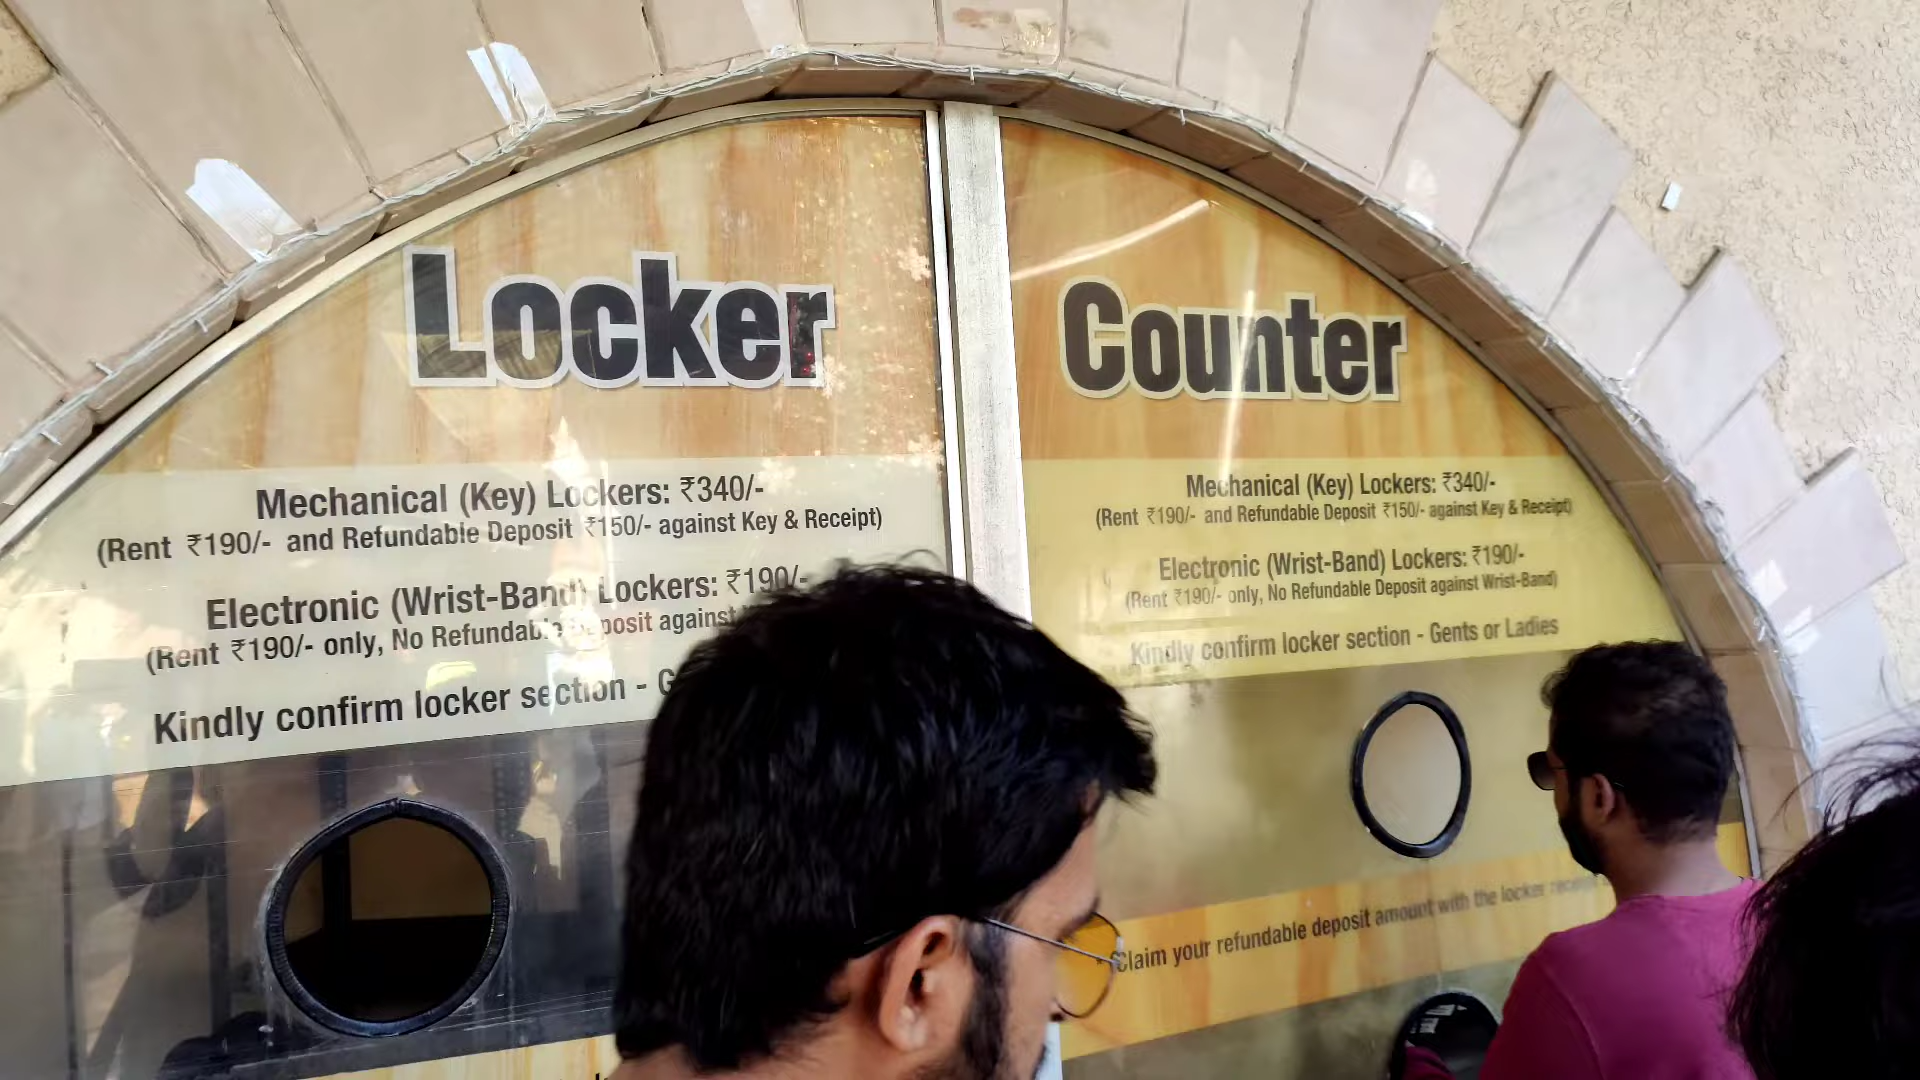 Locker
Mechanical (Key) Lockers: ₹340/-
(Rent ₹190/- and Refundable Deposit ₹150/- against Key & Receipt)
Electronic (Wrist-Band) Lockers: ₹190/-
(Rent ₹190/- only, No Refundable Deposit against
Kindly confirm locker section - G
Counter
Mechanical (Key) Lockers: ₹340/-
(Rent ₹190/- and Refundable Deposit ₹150/- against Key & Receipt)
Electronic (Wrist-Band) Lockers: ₹190/-
(Rent ₹190/- only, No Refundable Deposit against Wrist-Band)
Kindly confirm locker section - Gents or Ladies
* Claim your refundable deposit amount with the locker receipt